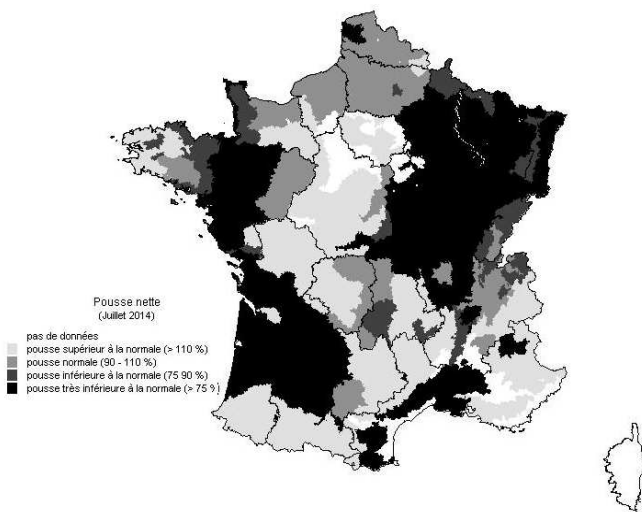 Pousse nette
(Juillet 2014)
pas de données
pousse supérieur à la normale (> 110 %)
pousse normale (90 - 110 %)
pousse inférieure à la normale (75 90 %)
pousse très inférieure à la normale (> 75 %)